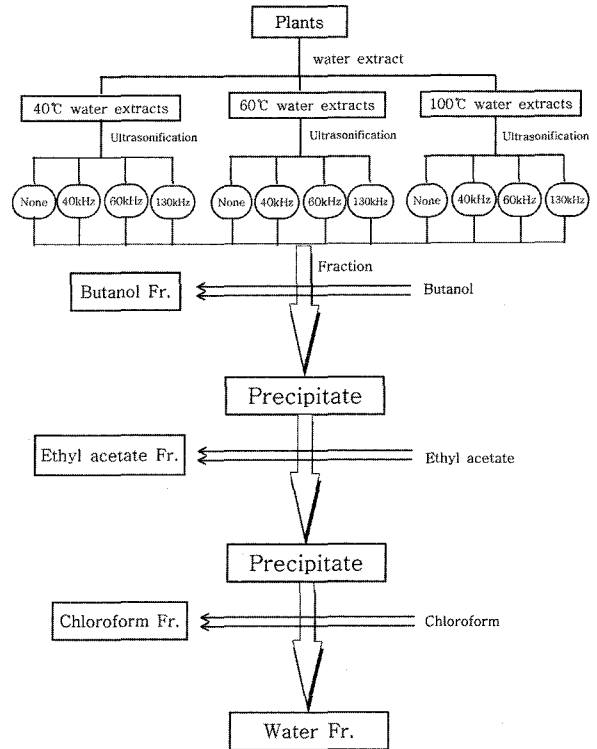 Plants
water extract
40℃ water extracts
60℃ water extracts
100℃ water extracts
Ultrasonification
Ultrasonification
Ultrasonification
None 40kHz 60kHz 130kHz
None 40kHz 60kHz 130kHz
None 40kHz 60kHz 130kHz
Fraction
Butanol Fr.
Butanol
Precipitate
Ethyl acetate Fr.
Ethyl acetate
Precipitate
Chloroform Fr.
Chloroform
Water Fr.